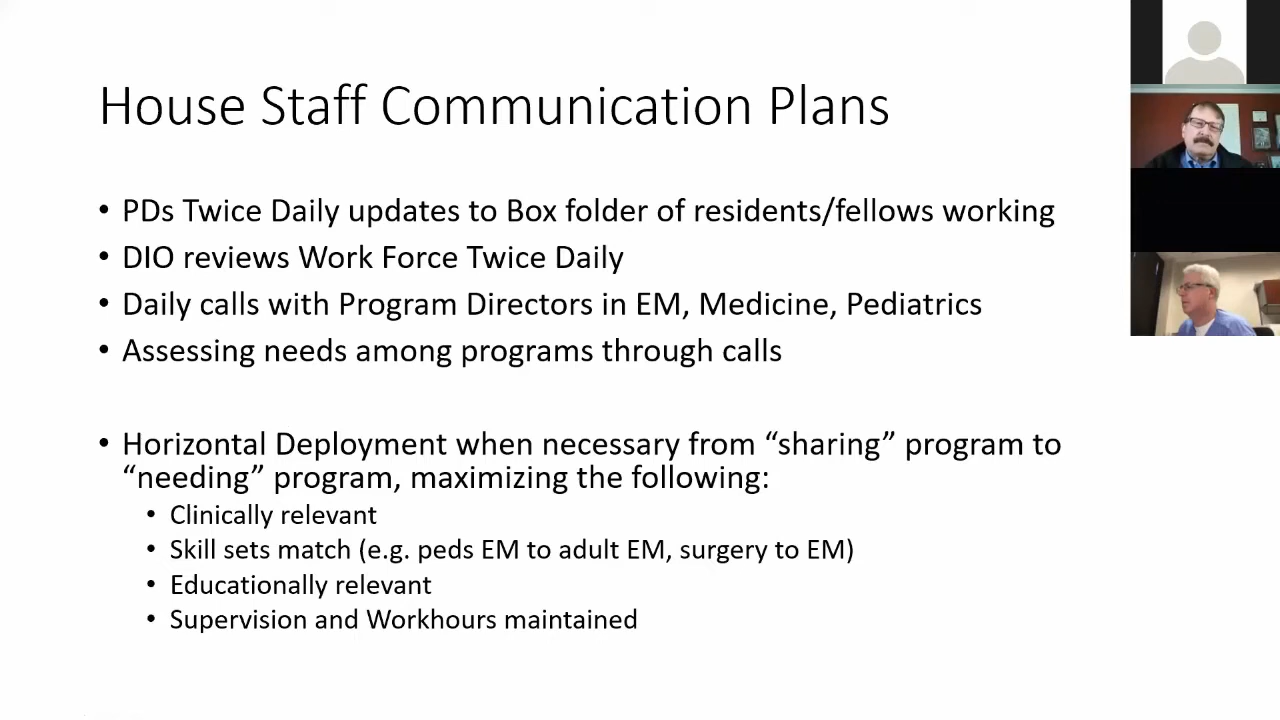 House Staff Communication Plans
• PDs Twice Daily updates to Box folder of residents/fellows working
• DIO reviews Work Force Twice Daily
• Daily calls with Program Directors in EM, Medicine, Pediatrics
• Assessing needs among programs through calls
• Horizontal Deployment when necessary from “sharing” program to
“needing” program, maximizing the following:
• Clinically relevant
• Skill sets match (e.g. peds EM to adult EM, surgery to EM)
• Educationally relevant
• Supervision and Workhours maintained